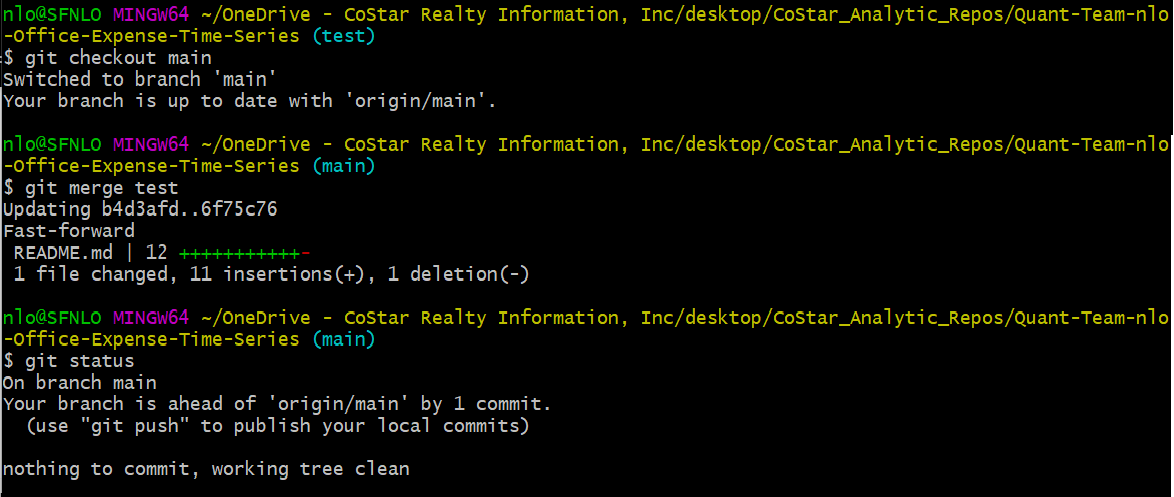 nlo@SFNLO MINGW64 ~/OneDrive - CoStar Realty Information, Inc/desktop/CoStar_Analytic_Repos/Quant-Team-nlo
-Office-Expense-Time-Series (test)
$ git checkout main
Switched to branch 'main'
Your branch is up to date with 'origin/main'.
nlo@SFNLO MINGW64 ~/OneDrive - CoStar Realty Information, Inc/desktop/CoStar_Analytic_Repos/Quant-Team-nlo
-Office-Expense-Time-Series (main)
$ git merge test
Updating b4d3afd..6f75c76
Fast-forward
 README.md | 12 +++++++++++-
 1 file changed, 11 insertions(+), 1 deletion(-)
nlo@SFNLO MINGW64 ~/OneDrive - CoStar Realty Information, Inc/desktop/CoStar_Analytic_Repos/Quant-Team-nlo
-Office-Expense-Time-Series (main)
$ git status
On branch main
Your branch is ahead of 'origin/main' by 1 commit.
  (use "git push" to publish your local commits)
nothing to commit, working tree clean